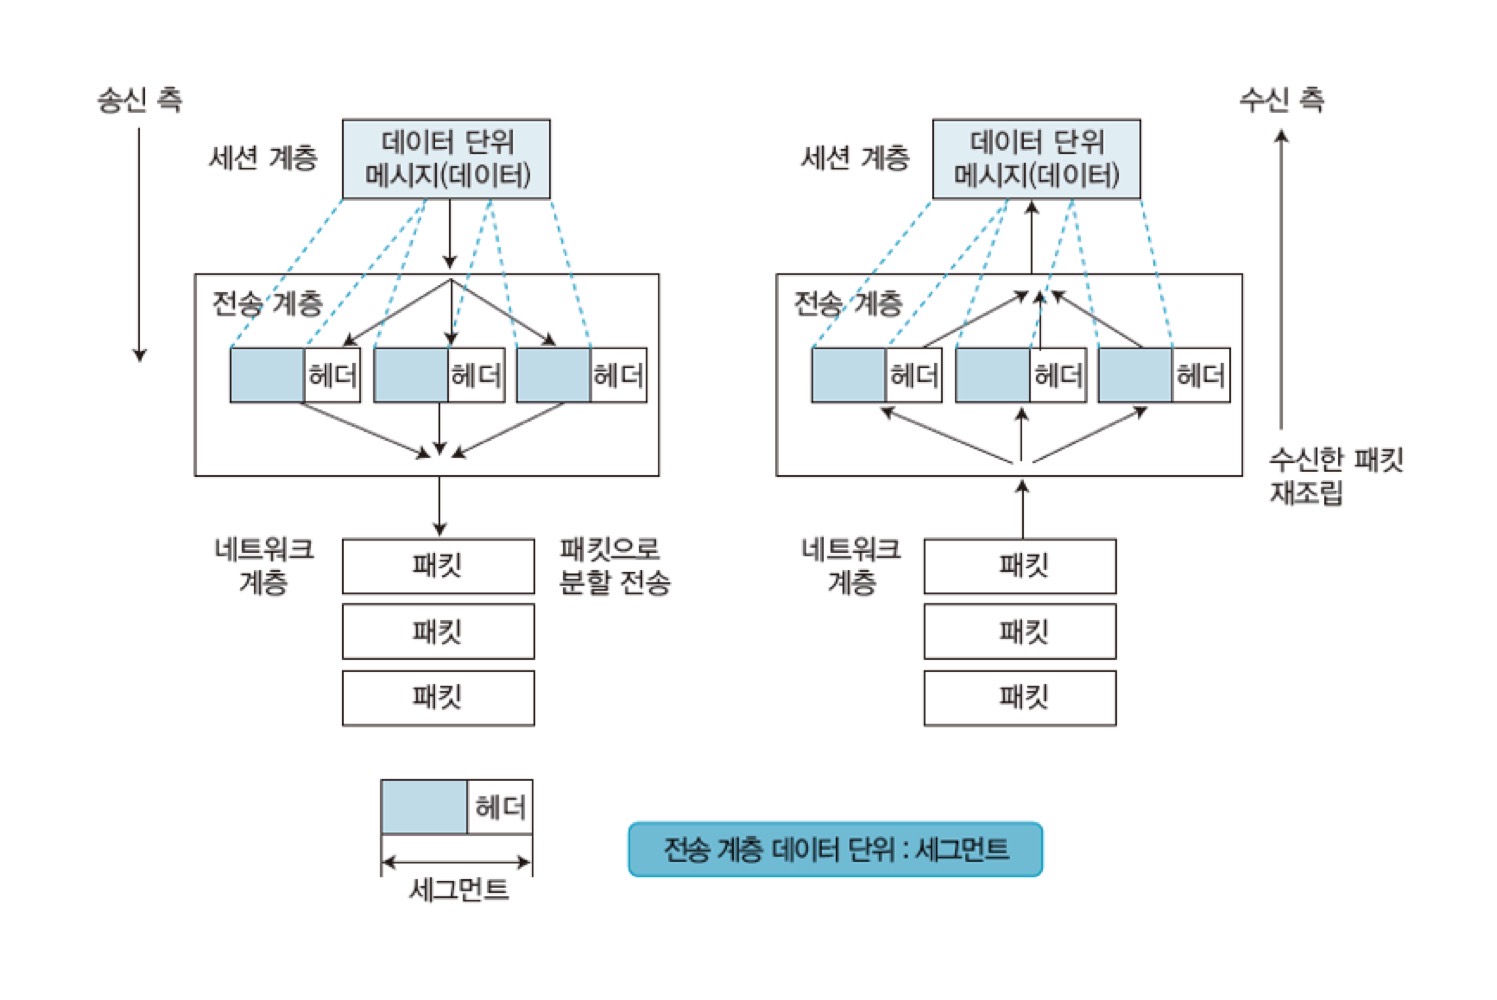 송신 측
세션 계층
데이터 단위
메시지(데이터)
전송 계층
헤더
헤더
헤더
네트워크
계층
패킷
패킷으로
분할 전송
패킷
패킷
수신 측
세션 계층
데이터 단위
메시지(데이터)
전송 계층
헤더
헤더
헤더
수신한 패킷
재조립
네트워크
계층
패킷
패킷
패킷
헤더
세그먼트
전송 계층 데이터 단위 : 세그먼트